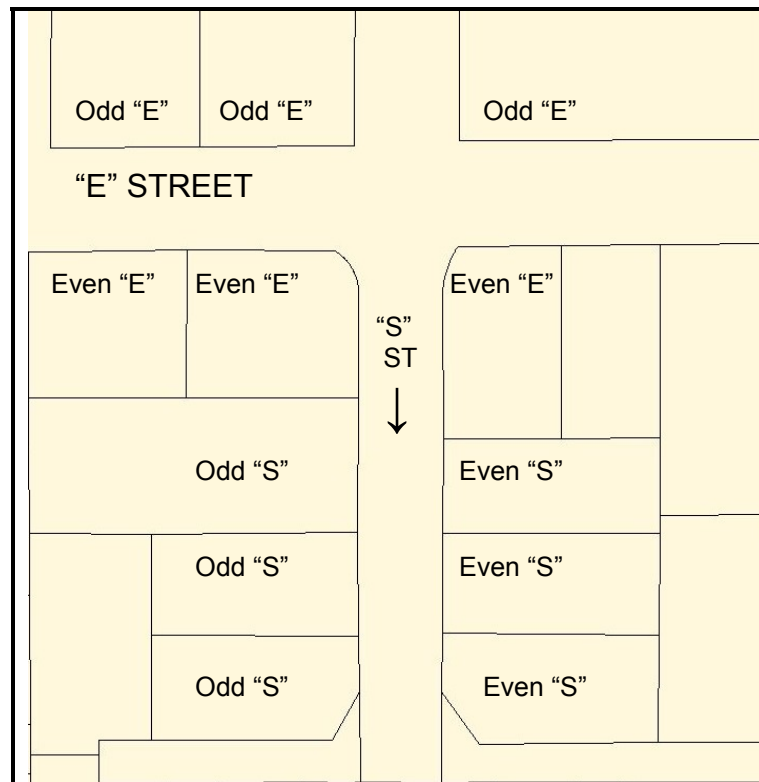 Odd “E” Odd “E” Odd “E”
“E” STREET
Even “E” Even “E” Even “E”
“S”
ST
Odd “S” Even “S”
Odd “S” Even “S”
Odd “S” Even “S”